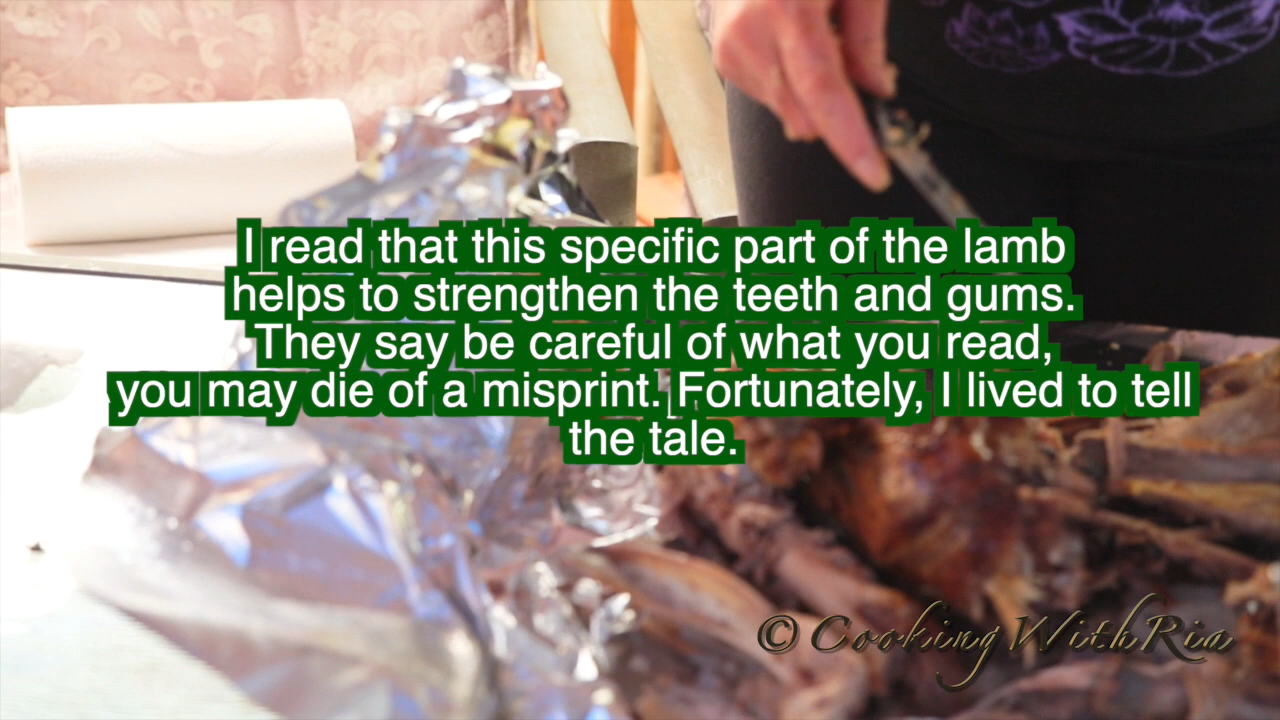 I read that this specific part of the lamb
helps to strengthen the teeth and gums.
They say be careful of what you read,
you may die of a misprint. Fortunately, I lived to tell
the tale.
© CookingWithRia